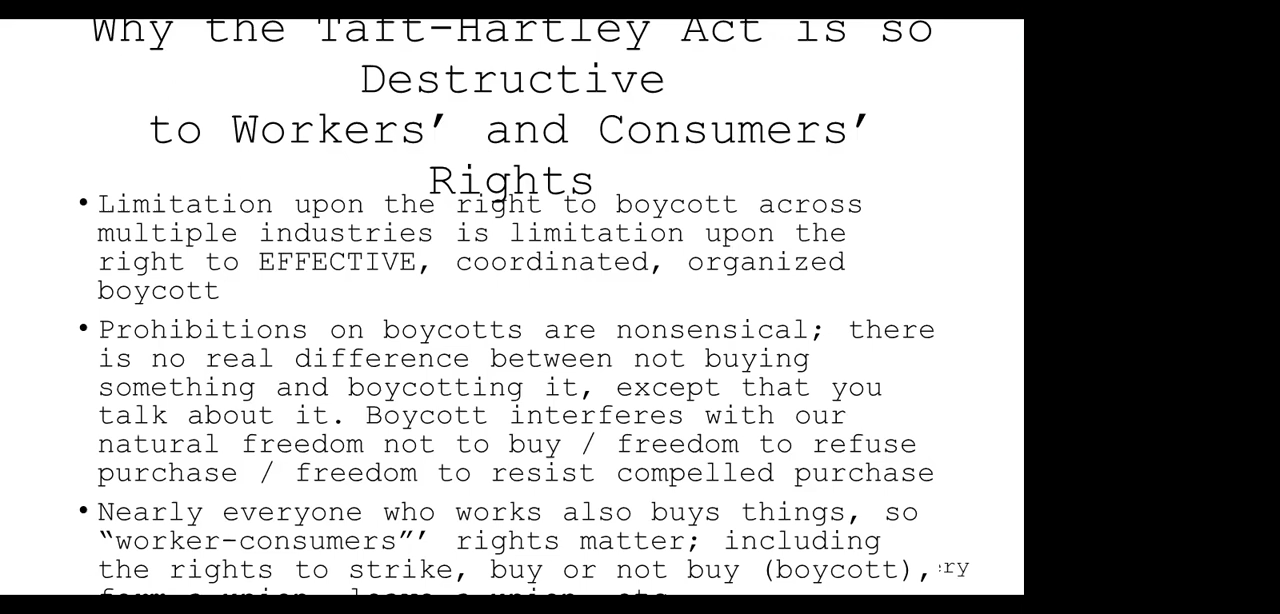 Why the Taft-Hartley Act is so
Destructive
to Workers’ and Consumers’
Rights
• Limitation upon the right to boycott across
multiple industries is limitation upon the
right to EFFECTIVE, coordinated, organized
boycott
• Prohibitions on boycotts are nonsensical; there
is no real difference between not buying
something and boycotting it, except that you
talk about it. Boycott interferes with our
natural freedom not to buy / freedom to refuse
purchase / freedom to resist compelled purchase
• Nearly everyone who works also buys things, so
“worker-consumers”’ rights matter; including
the rights to strike, buy or not buy (boycott),
form a union, leave a union, etc